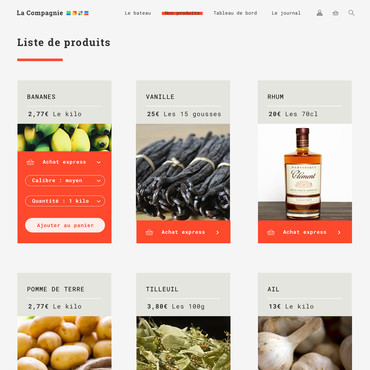 La Compagnie
Le bateau
Nos produits
Tableau de bord
Le journal
Liste de produits
BANANES
2,77€ Le kilo
Achat express
Calibre : moyen
Quantité : 1 kilo
Ajouter au panier
VANILLE
25€ Les 15 gousses
Achat express
RHUM
20€ Les 70cl
Clément
Achat express
POMME DE TERRE
2,77€ Le kilo
TILLEUL
3,80€ Les 100g
AIL
13€ Le kilo